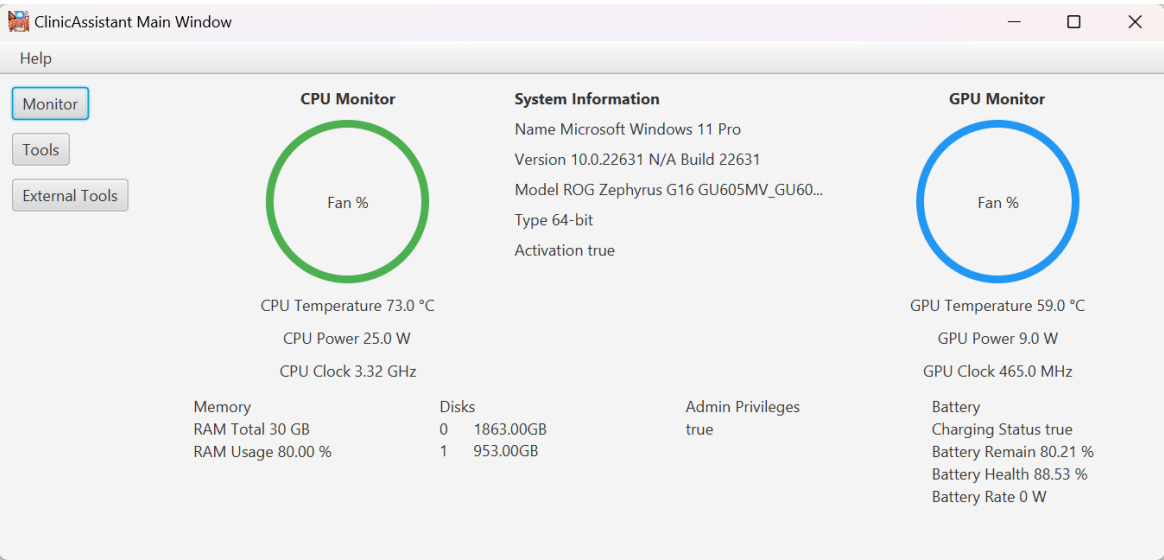 ClinicAssistant Main Window
Help
Monitor
Tools
External Tools
CPU Monitor
Fan %
CPU Temperature 73.0 °C
CPU Power 25.0 W
CPU Clock 3.32 GHz
System Information
Name Microsoft Windows 11 Pro
Version 10.0.22631 N/A Build 22631
Model ROG Zephyrus G16 GU605MV_GU60...
Type 64-bit
Activation true
GPU Monitor
Fan %
GPU Temperature 59.0 °C
GPU Power 9.0 W
GPU Clock 465.0 MHz
Memory
RAM Total 30 GB
RAM Usage 80.00 %
Disks
0 1863.00GB
1 953.00GB
Admin Privileges
true
Battery
Charging Status true
Battery Remain 80.21 %
Battery Health 88.53 %
Battery Rate 0 W